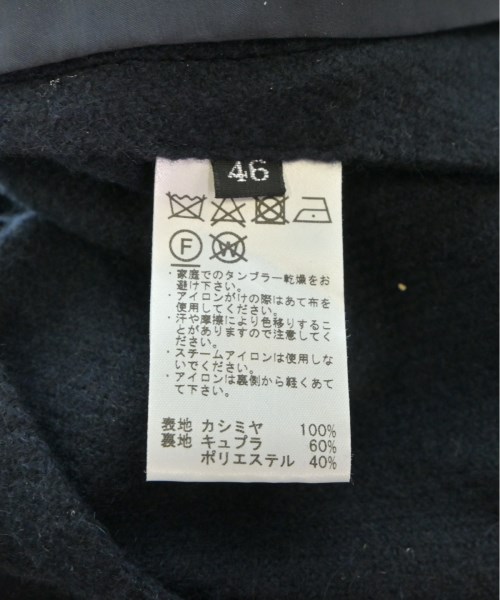 46
F
W
・家庭でのタンブラー乾燥をお
避け下さい。
・アイロンがけの際はあて布を
使用してください。
・汗や摩擦により色移りするこ
とがありますので注意してく
ださい。
・スチームアイロンは使用しな
いでください。
・アイロンは裏側から軽くあて
て下さい。
表地 カシミヤ 100%
裏地 キュプラ 60%
ポリエステル 40%